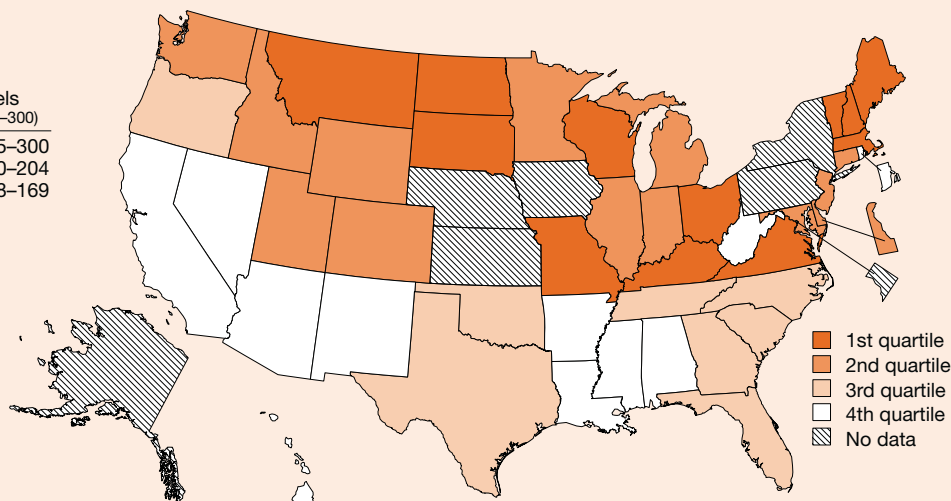 els
–300)
5–300
0–204
3–169
1st quartile
2nd quartile
3rd quartile
4th quartile
No data